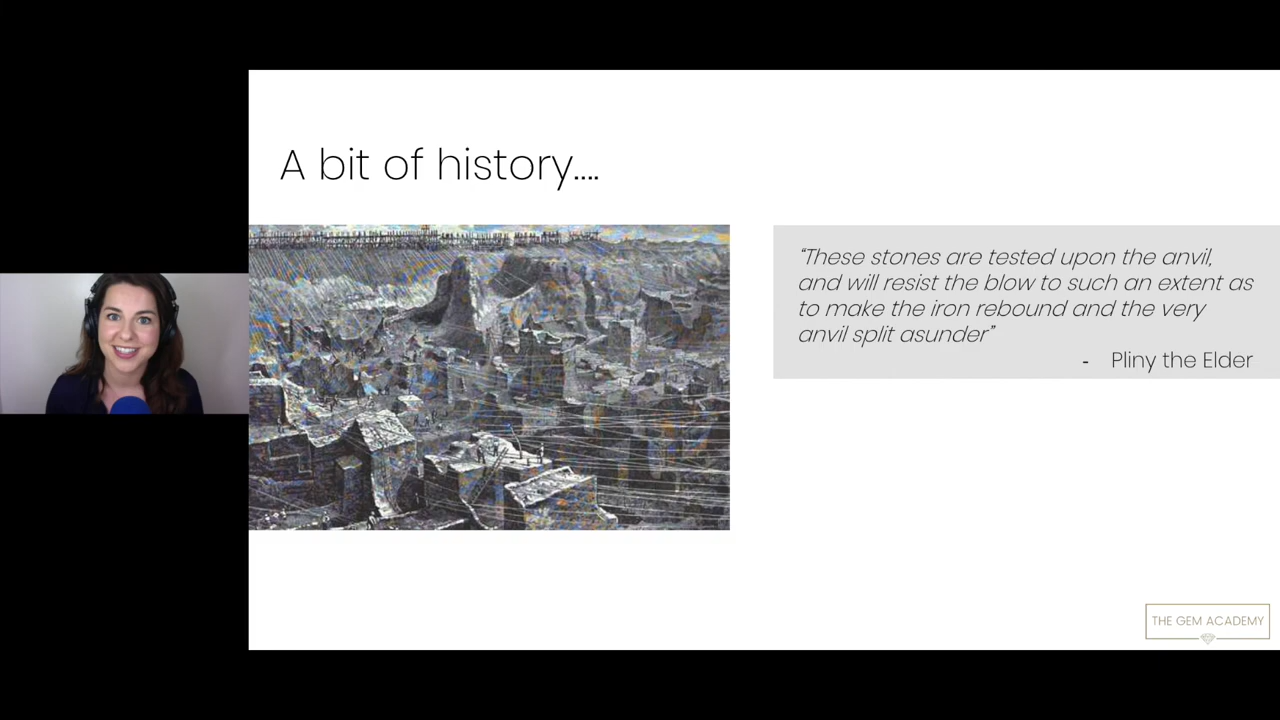 A bit of history....
“These stones are tested upon the anvil,
and will resist the blow to such an extent as
to make the iron rebound and the very
anvil split asunder”
- Pliny the Elder
THE GEM ACADEMY